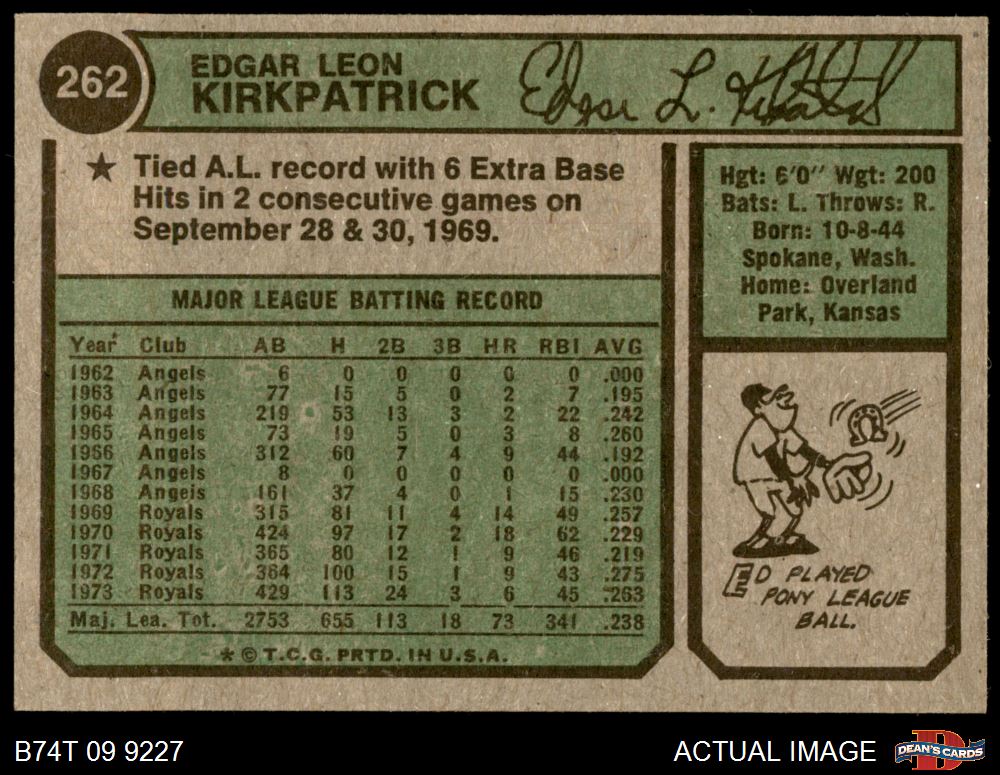 262
EDGAR LEON
KIRKPATRICK
Edgar L. Kirkpatrick
★ Tied A.L. record with 6 Extra Base
Hits in 2 consecutive games on
September 28 & 30, 1969.
Hgt: 6'0" Wgt: 200
Bats: L. Throws: R.
Born: 10-8-44
Spokane, Wash.
Home: Overland
Park, Kansas
MAJOR LEAGUE BATTING RECORD
Year Club AB H 2B 3B HR RBI AVG
1962 Angels 6 0 0 0 0 0 .000
1963 Angels 77 15 5 0 2 7 .195
1964 Angels 219 53 13 3 2 22 .242
1965 Angels 73 19 5 0 3 8 .260
1966 Angels 312 60 7 4 9 44 .192
1967 Angels 8 0 0 0 0 0 .000
1968 Angels 161 37 4 0 1 15 .230
1969 Royals 315 81 11 4 14 49 .257
1970 Royals 424 97 17 2 18 62 .229
1971 Royals 365 80 12 1 9 46 .219
1972 Royals 364 100 15 1 9 43 .275
1973 Royals 429 113 24 3 6 45 .263
Maj. Lea. Tot. 2753 655 113 18 73 341 .238
* © T.C.G. PRTD. IN U.S.A.
ED PLAYED
PONY LEAGUE
BALL.
B74T 09 9227
ACTUAL IMAGE
D
DEAN'S CARDS